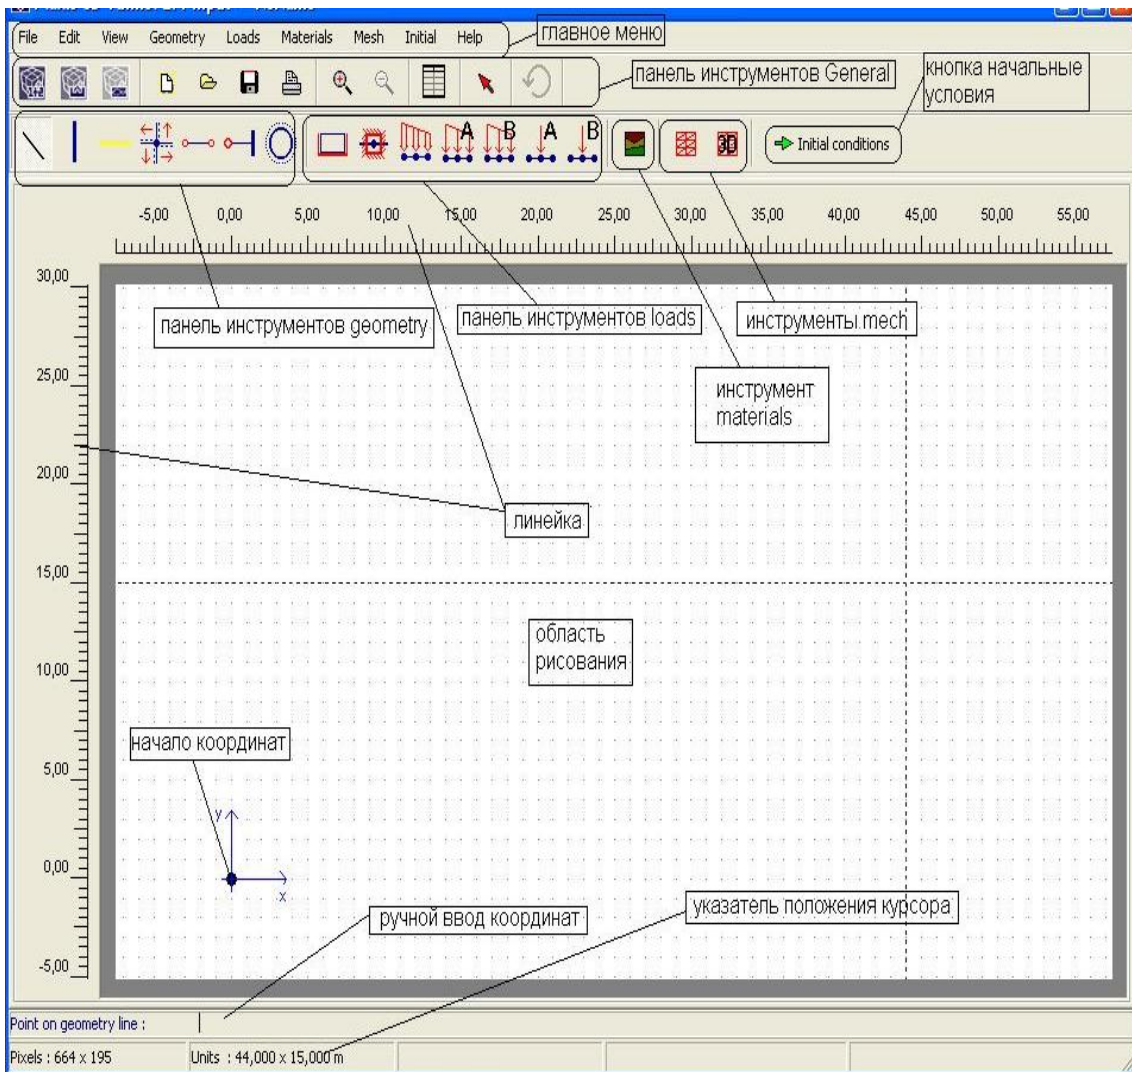 File Edit View Geometry Loads Materials Mesh Initial Help
главное меню
панель инструментов General
кнопка начальные
условия
A B A B
3D
Initial conditions
-5,00 0,00 5,00 10,00 15,00 20,00 25,00 30,00 35,00 40,00 45,00 50,00 55,00
30,00
панель инструментов geometry
панель инструментов loads
инструменты mech
25,00
инструмент
materials
20,00
линейка
15,00
область
рисования
10,00
начало координат
5,00
y
0,00
x
ручной ввод координат
указатель положения курсора
-5,00
Point on geometry line :
Pixels : 664 x 195
Units : 44,000 x 15,000 m